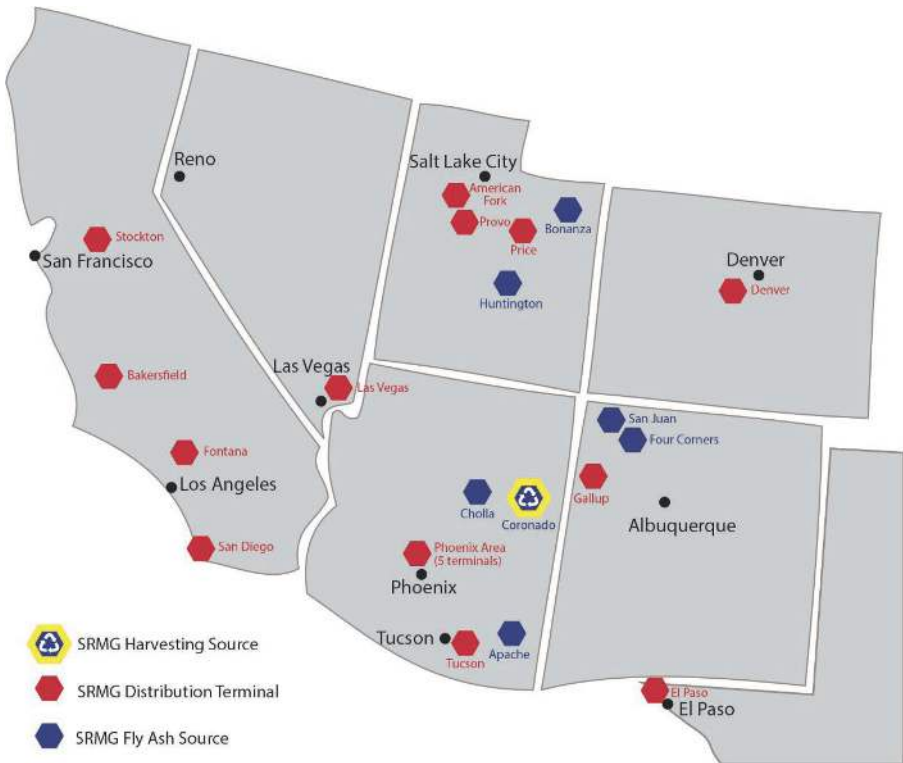 Reno
Salt Lake City
American
Fork
Provo
Price
Bonanza
Huntington
Stockton
San Francisco
Denver
Denver
Las Vegas
Las Vegas
Bakersfield
San Juan
Four Corners
Gallup
Fontana
Los Angeles
Cholla
Coronado
Albuquerque
San Diego
Phoenix Area
(5 terminals)
Phoenix
Tucson
Tucson
Apache
El Paso
El Paso
SRMG Harvesting Source
SRMG Distribution Terminal
SRMG Fly Ash Source